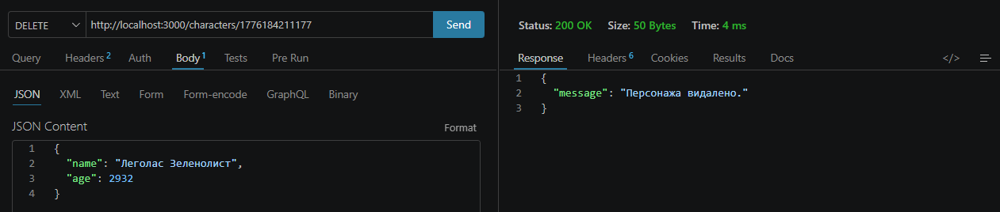 DELETE http://localhost:3000/characters/1776184211177 Send
Query Headers 2 Auth Body 1 Tests Pre Run
JSON XML Text Form Form-encode GraphQL Binary
JSON Content Format
1 {
2 "name": "Леголас Зеленолист",
3 "age": 2932
4 }
Status: 200 OK Size: 50 Bytes Time: 4 ms
Response Headers 6 Cookies Results Docs </>
1 {
2 "message": "Персонажа видалено."
3 }